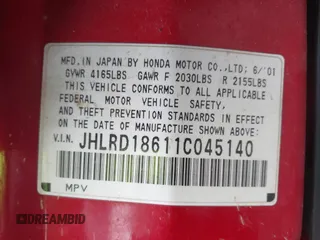 MFD.IN JAPAN BY HONDA MOTOR CO.,LTD; 6/'01
GVWR 4165LBS GAWR F 2030LBS R 2155LBS
THIS VEHICLE CONFORMS TO ALL APPLICABLE
FEDERAL MOTOR VEHICLE SAFETY,
AND THEFT PREVENTION STANDARDS IN EFFECT
ON THE DATE OF MANUFACTURE SHOWN ABOVE:
V.I.N. JHLRD18611C045140
MPV
© DREAMBID